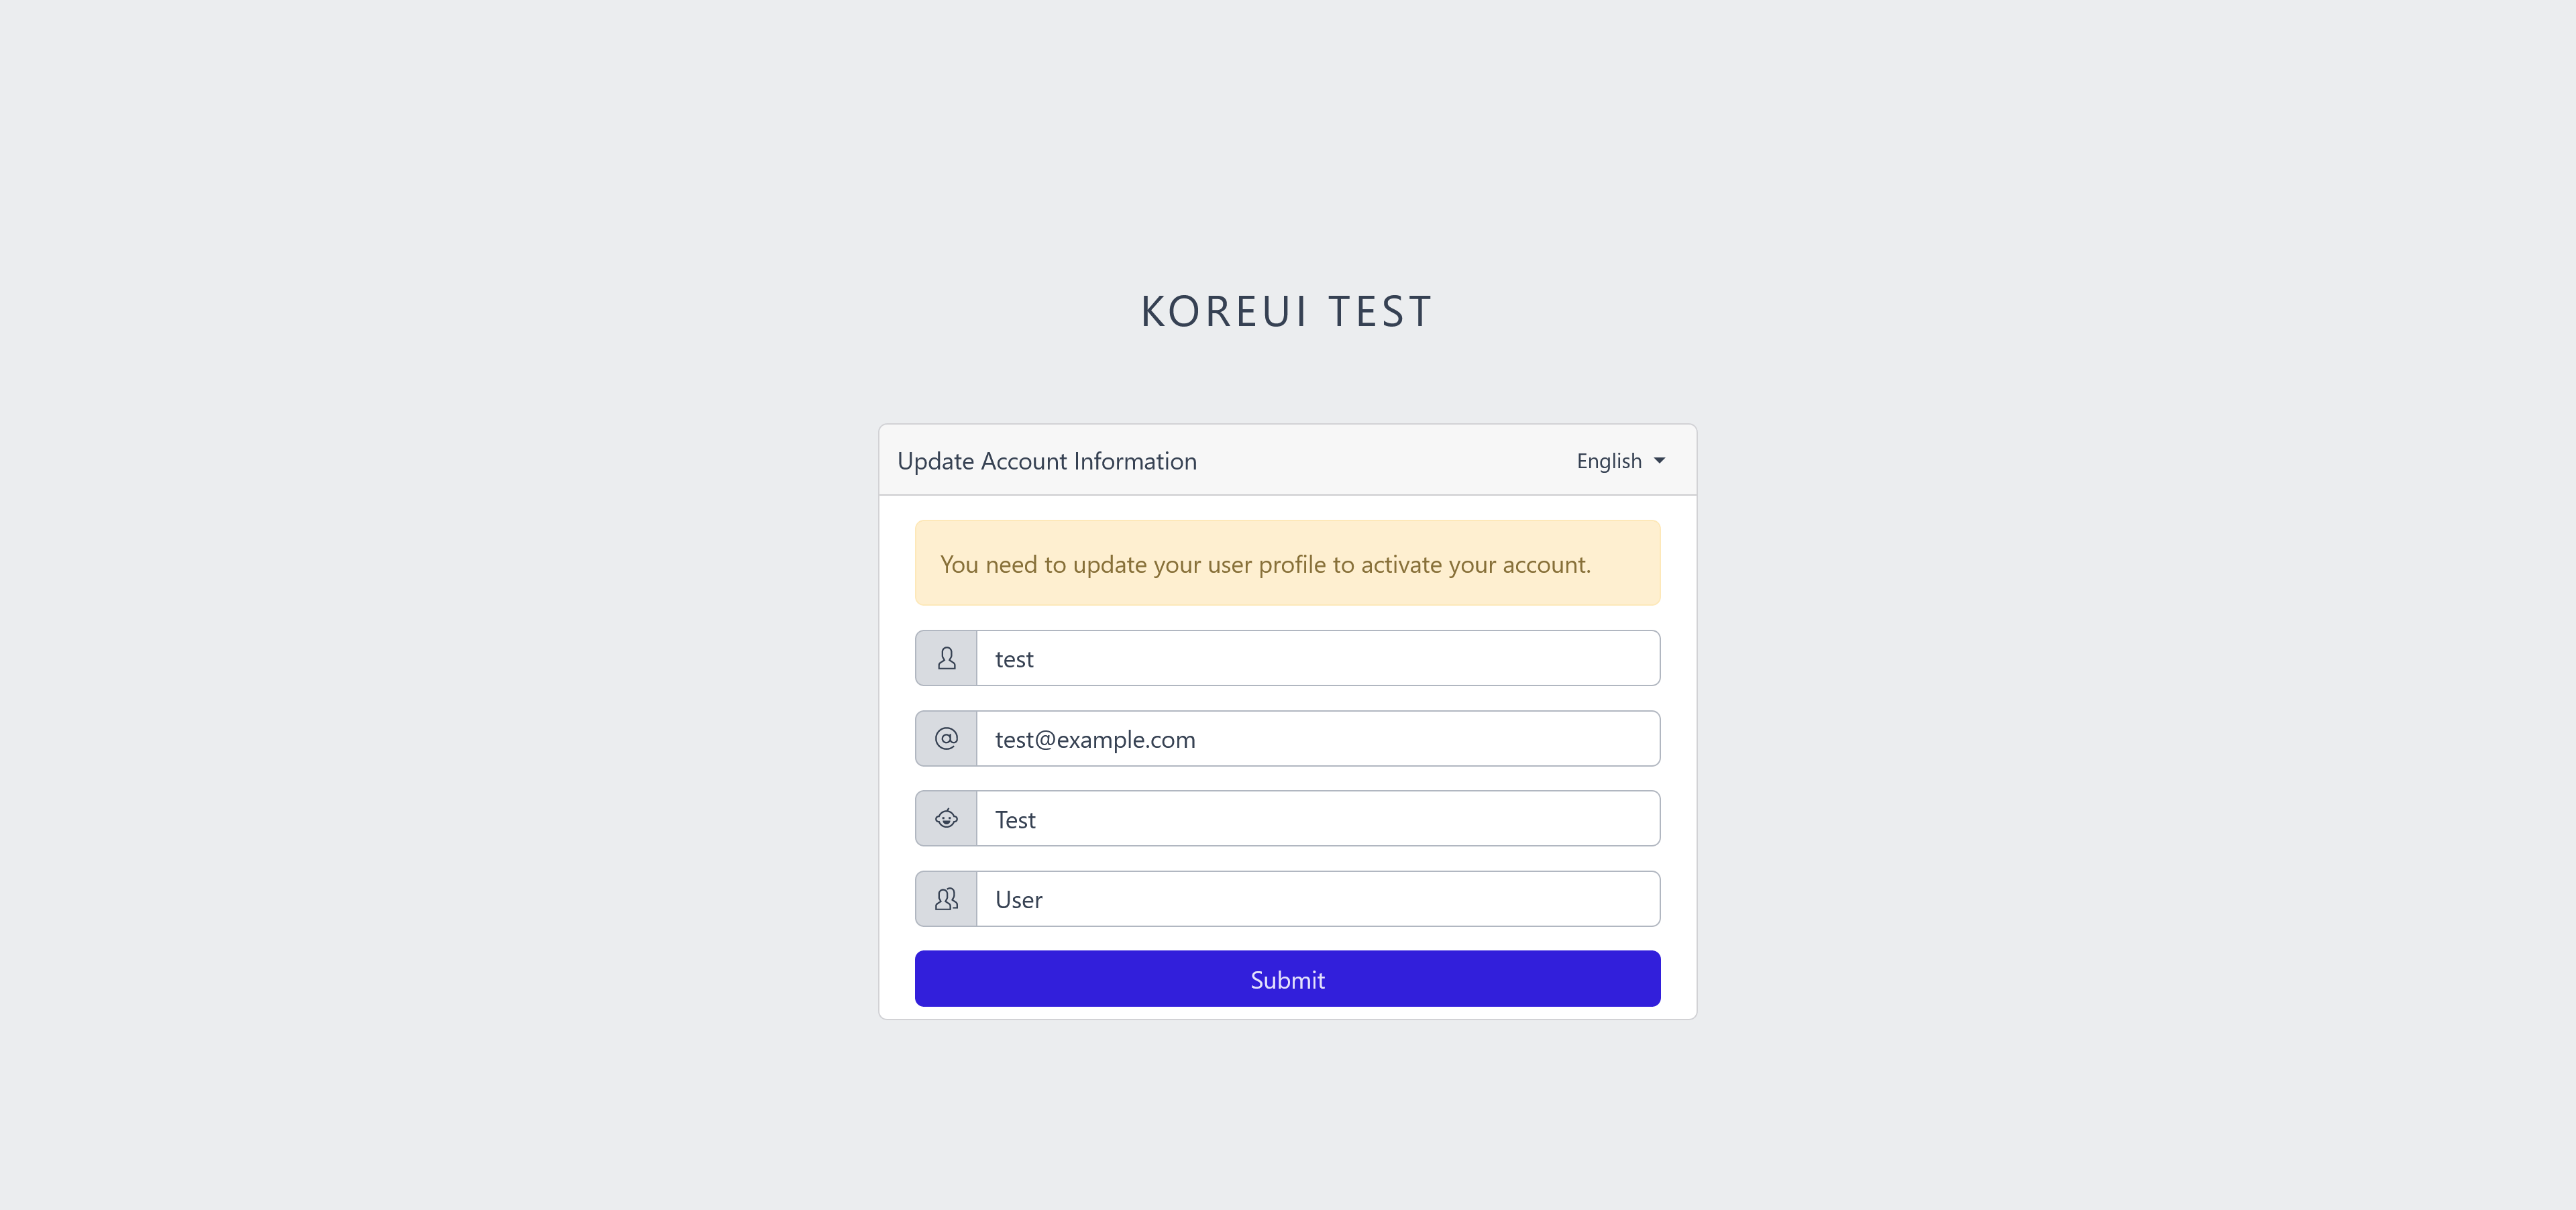 KOREUI TEST
Update Account Information
English
You need to update your user profile to activate your account.
test
test@example.com
Test
User
Submit